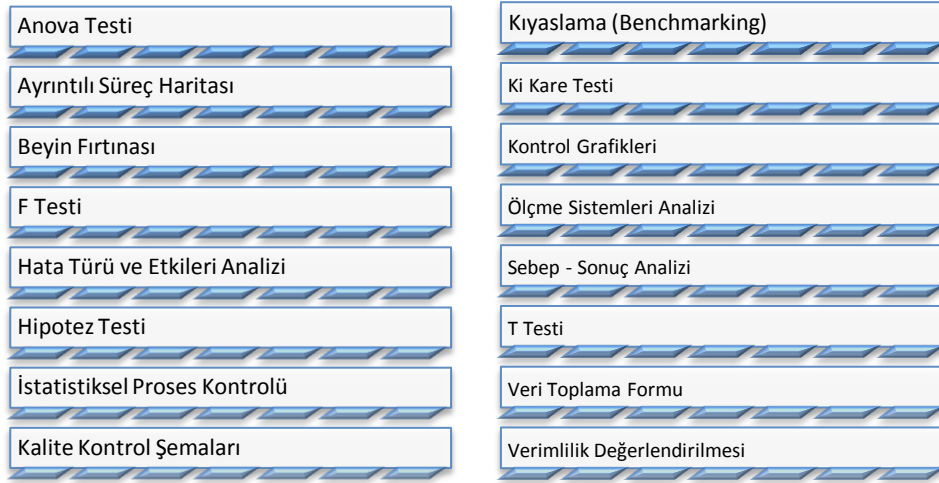 Anova Testi
Ayrıntılı Süreç Haritası
Beyin Fırtınası
F Testi
Hata Türü ve Etkileri Analizi
Hipotez Testi
İstatistiksel Proses Kontrolü
Kalite Kontrol Şemaları
Kıyaslama (Benchmarking)
Ki Kare Testi
Kontrol Grafikleri
Ölçme Sistemleri Analizi
Sebep - Sonuç Analizi
T Testi
Veri Toplama Formu
Verimlilik Değerlendirilmesi